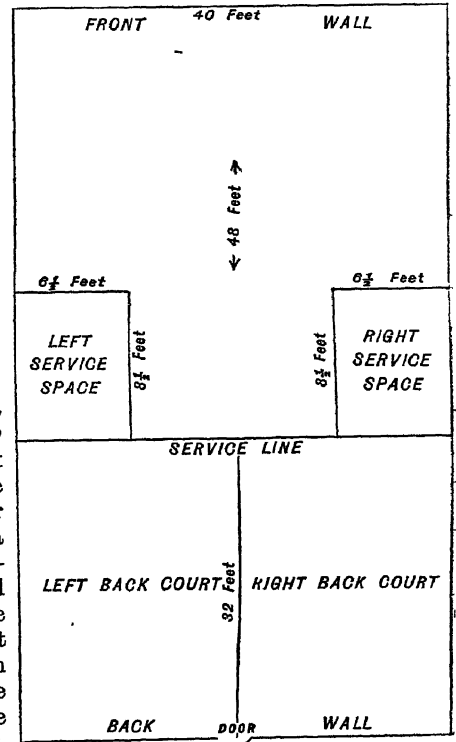 FRONT 40 Feet WALL
48 Feet
6½ Feet 6½ Feet
LEFT RIGHT
SERVICE SERVICE
SPACE SPACE
8½ Feet 8½ Feet
SERVICE LINE
LEFT BACK COURT 32 Feet RIGHT BACK COURT
BACK DOOR WALL